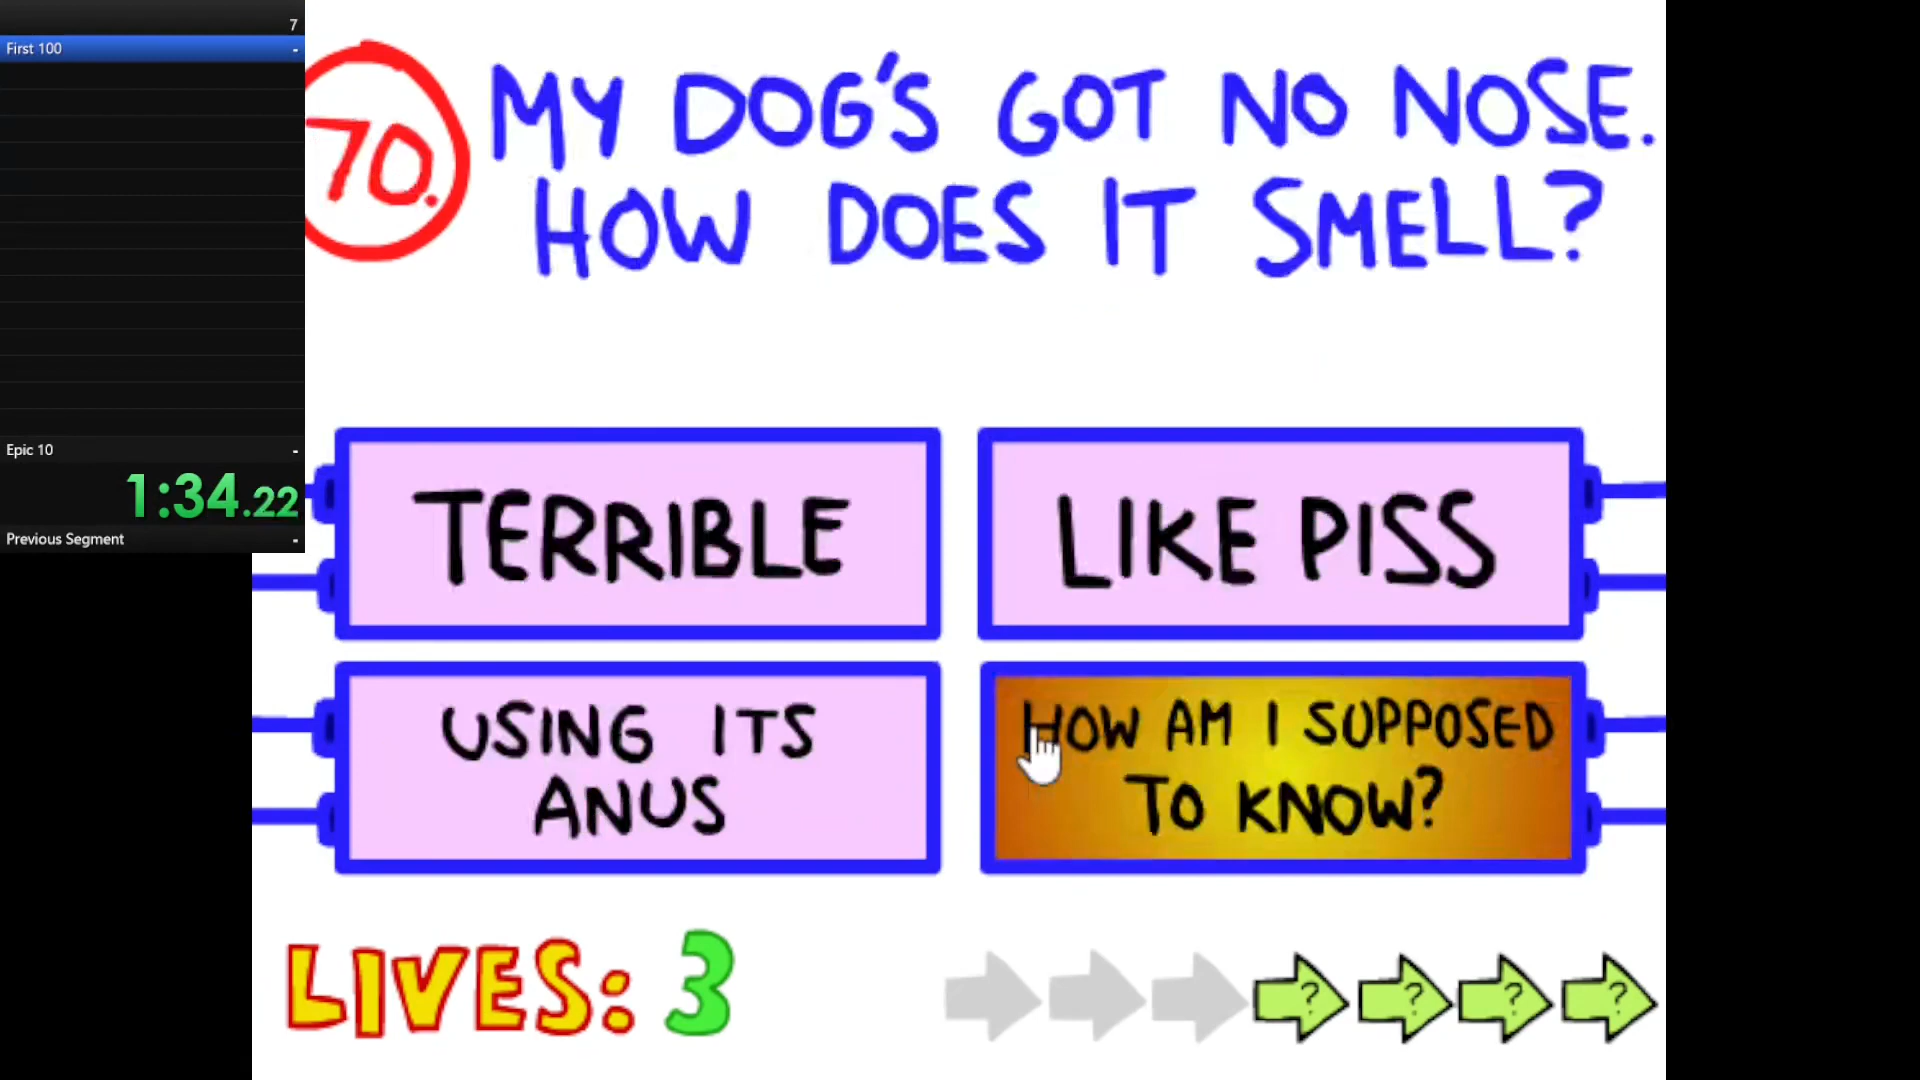 7
First 100 -
70. MY DOG'S GOT NO NOSE.
HOW DOES IT SMELL?
Epic 10 -
1:34.22
Previous Segment -
TERRIBLE
LIKE PISS
USING ITS
ANUS
HOW AM I SUPPOSED
TO KNOW?
LIVES: 3
? ? ? ?